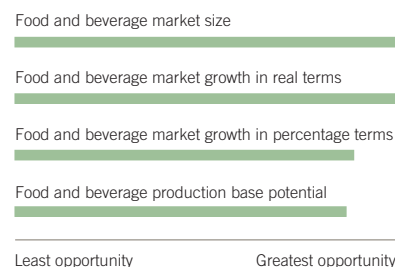 Food and beverage market size
Food and beverage market growth in real terms
Food and beverage market growth in percentage terms
Food and beverage production base potential
Least opportunity Greatest opportunity